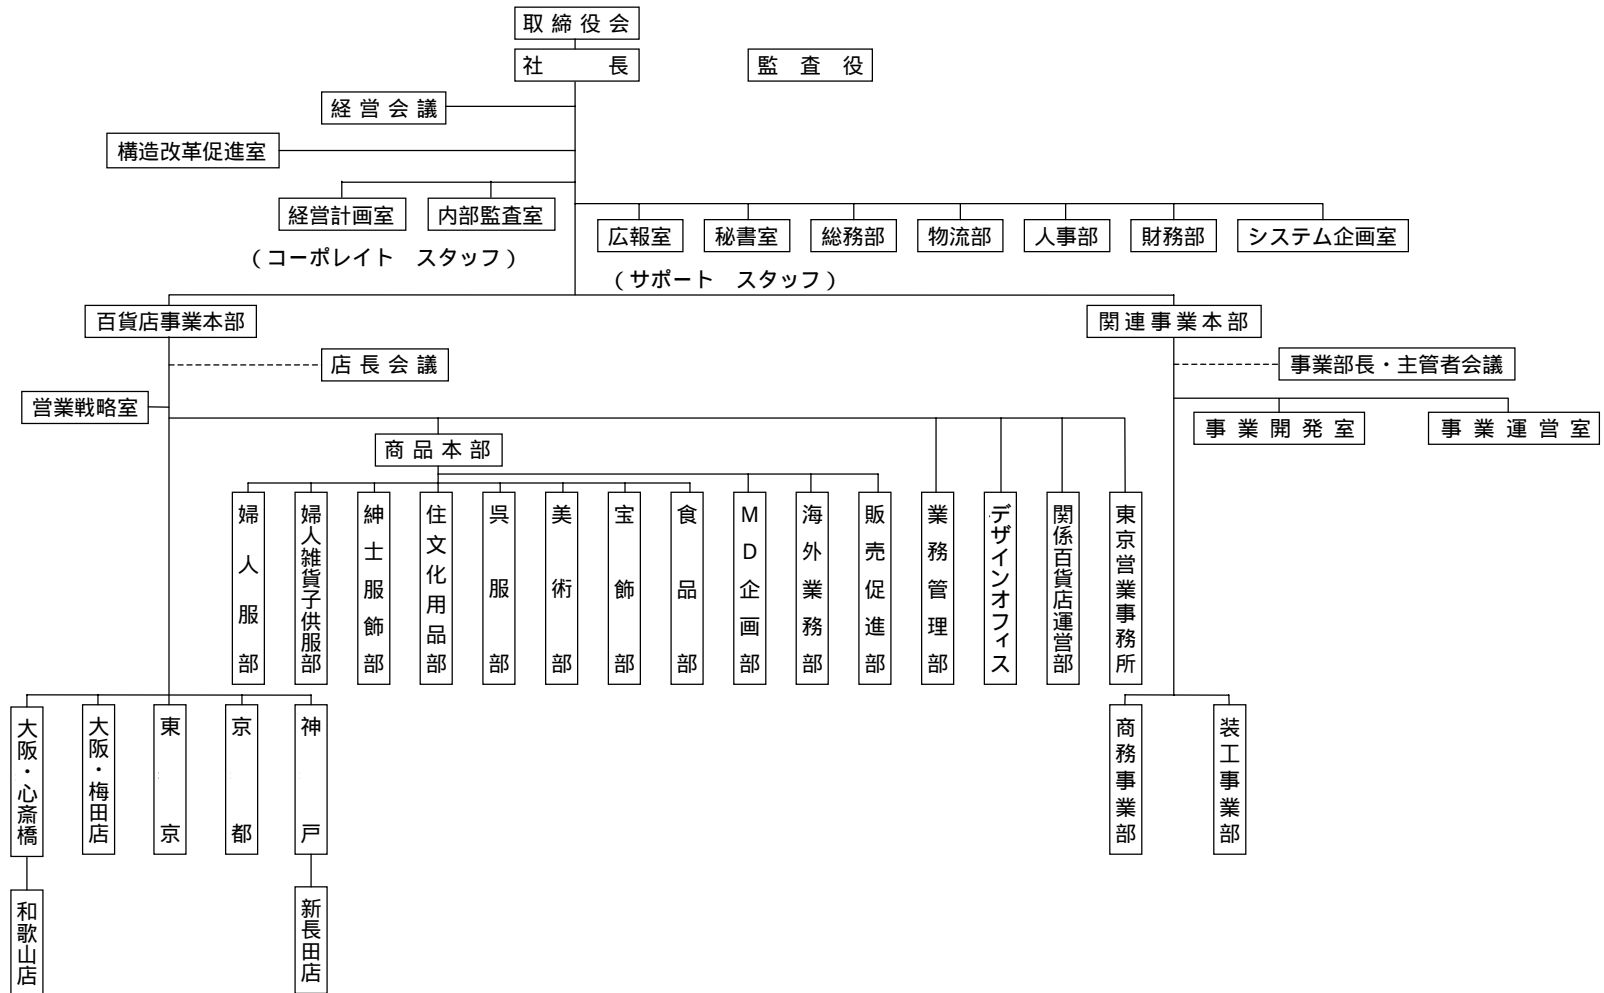 取締役会
社長
監査役
経営会議
構造改革促進室
経営計画室
内部監査室
広報室
秘書室
総務部
物流部
人事部
財務部
システム企画室
(コーポレイト スタッフ)
(サポート スタッフ)
百貨店事業本部
関連事業本部
店長会議
事業部長・主管者会議
営業戦略室
事業開発室
事業運営室
商品本部
婦人服部
婦人雑貨子供服部
紳士服飾部
住文化用品部
呉服部
美術部
宝飾部
食品部
MD企画部
海外業務部
販売促進部
業務管理部
デザインオフィス
関係百貨店運営部
東京営業事務所
大阪・心斎橋
大阪・梅田店
東京
京都
神戸
商務事業部
装工事業部
和歌山店
新長田店